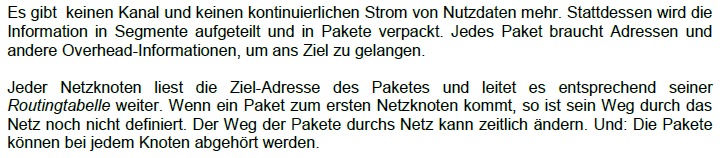 Es gibt keinen Kanal und keinen kontinuierlichen Strom von Nutzdaten mehr. Stattdessen wird die
Information in Segmente aufgeteilt und in Pakete verpackt. Jedes Paket braucht Adressen und
andere Overhead-Informationen, um ans Ziel zu gelangen.
Jeder Netzknoten liest die Ziel-Adresse des Paketes und leitet es entsprechend seiner
Routingtabelle weiter. Wenn ein Paket zum ersten Netzknoten kommt, so ist sein Weg durch das
Netz noch nicht definiert. Der Weg der Pakete durchs Netz kann zeitlich ändern. Und: Die Pakete
können bei jedem Knoten abgehört werden.